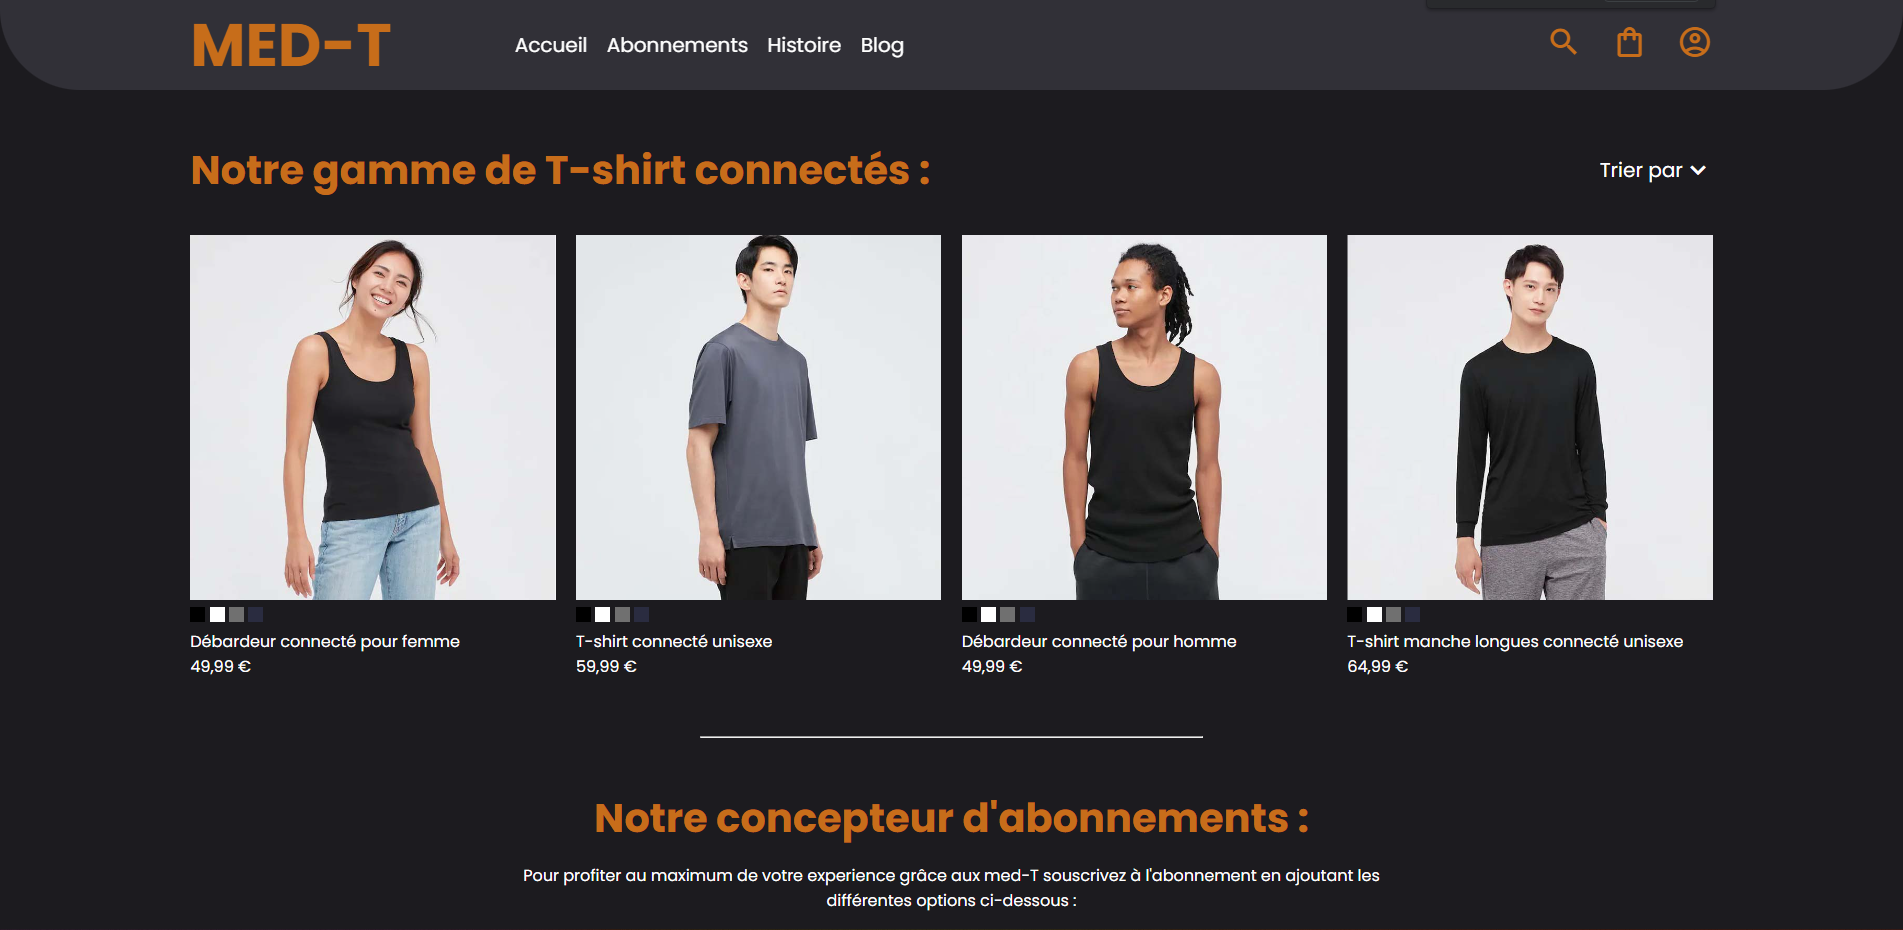 MED-T
Accueil Abonnements Histoire Blog
Notre gamme de T-shirt connectés :
Trier par
Débardeur connecté pour femme
49,99 €
T-shirt connecté unisexe
59,99 €
Débardeur connecté pour homme
49,99 €
T-shirt manche longues connecté unisexe
64,99 €
Notre concepteur d'abonnements :
Pour profiter au maximum de votre experience grâce aux med-T souscrivez à l'abonnement en ajoutant les
différentes options ci-dessous :